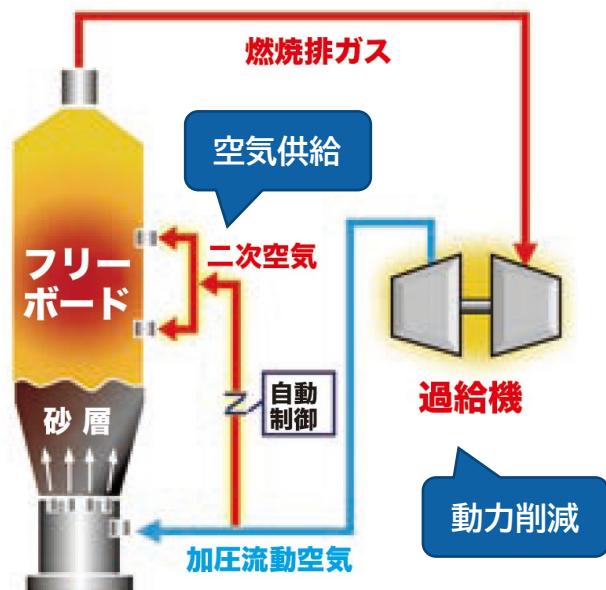 燃焼排ガス
空気供給
フリー
ボード
二次空気
自動
制御
過給機
砂層
動力削減
加圧流動空気